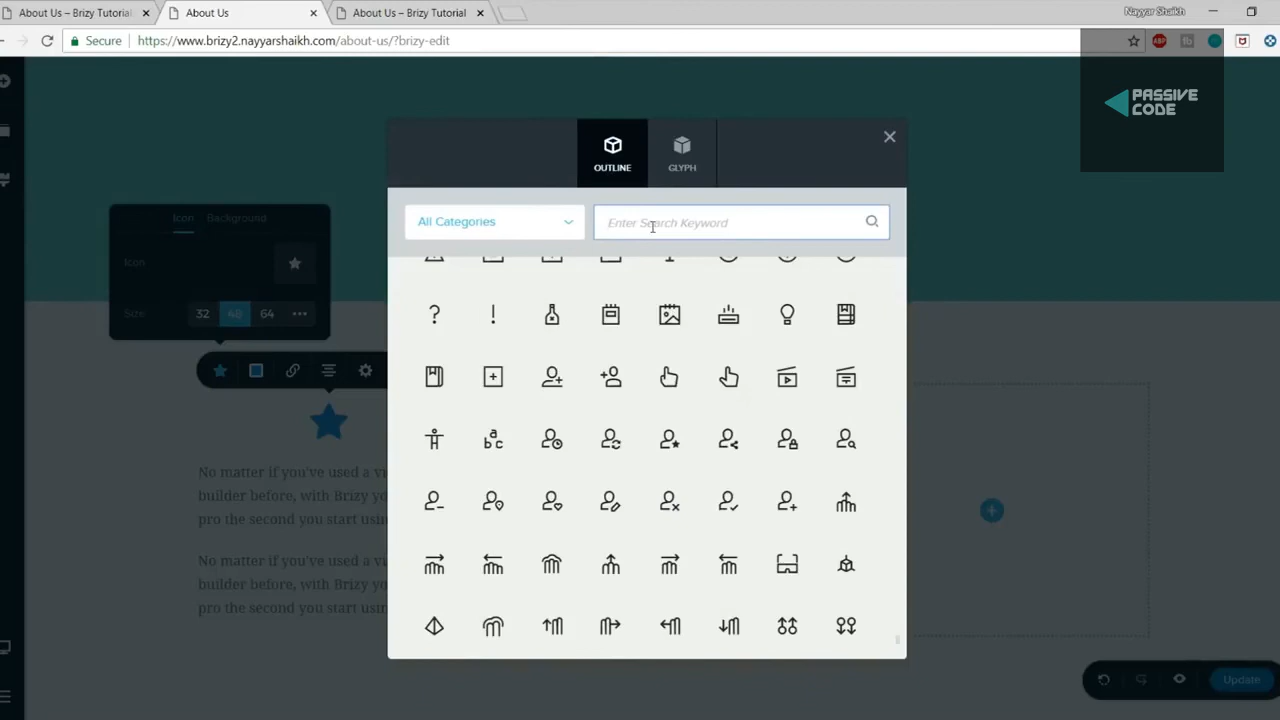 About Us – Brizy Tutorial
About Us
About Us – Brizy Tutorial
Nayyar Shaikh
Secure
https://www.brizy2.nayyarshaikh.com/about-us/?brizy-edit
ABP
fb
PASSIVE
CODE
OUTLINE
GLYPH
Icon
Background
All Categories
Enter Search Keyword
Icon
Size
32
48
64
a
b c
No matter if you've used a vi
builder before, with Brizy yo
pro the second you start usin
No matter if you've used a vi
builder before, with Brizy yo
pro the second you start usin
Update